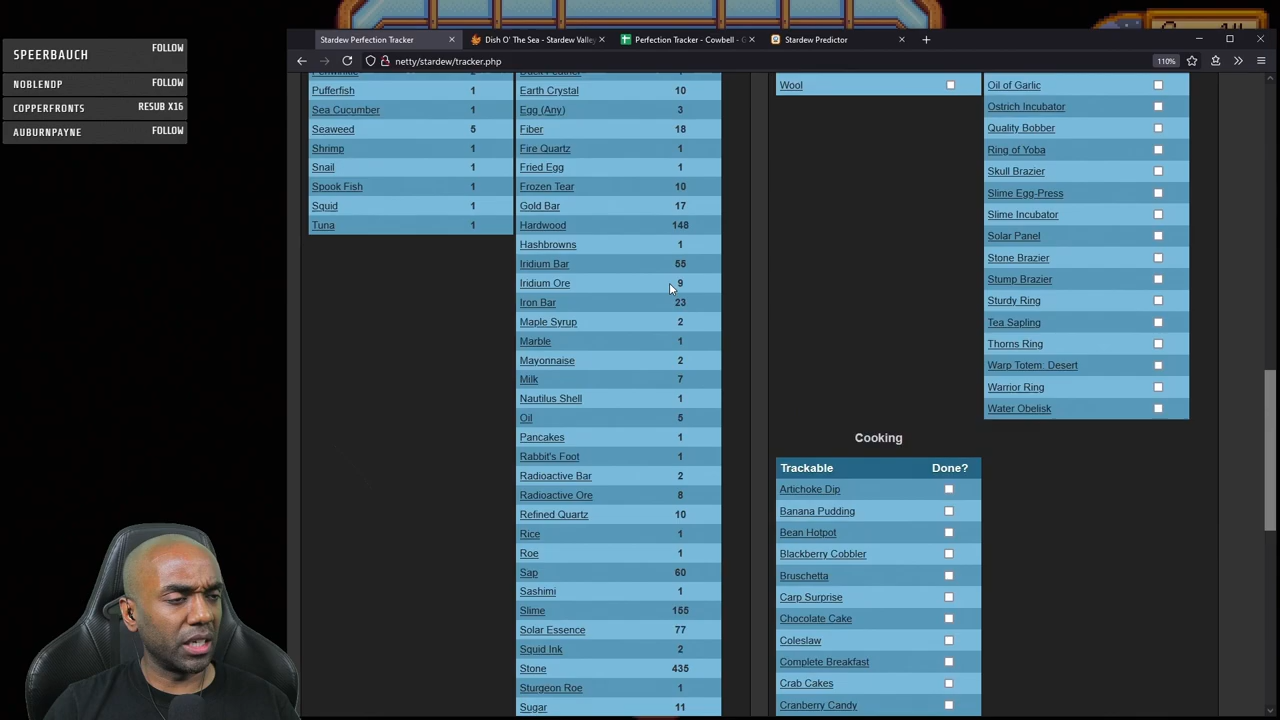 SPEERBAUCH FOLLOW
NOBLENDP FOLLOW
COPPERFRONTS RESUB X16
AUBURNPAYNE FOLLOW
Stardew Perfection Tracker
Dish O' The Sea - Stardew Valley
Perfection Tracker - Cowbell - G
Stardew Predictor
netty/stardew/tracker.php
110%
Periwinkle 2
Pufferfish 1
Sea Cucumber 1
Seaweed 5
Shrimp 1
Snail 1
Spook Fish 1
Squid 1
Tuna 1
Duck Feather 1
Earth Crystal 10
Egg (Any) 3
Fiber 18
Fire Quartz 1
Fried Egg 1
Frozen Tear 10
Gold Bar 17
Hardwood 148
Hashbrowns 1
Iridium Bar 55
Iridium Ore 9
Iron Bar 23
Maple Syrup 2
Marble 1
Mayonnaise 2
Milk 7
Nautilus Shell 1
Oil 5
Pancakes 1
Rabbit's Foot 1
Radioactive Bar 2
Radioactive Ore 8
Refined Quartz 10
Rice 1
Roe 1
Sap 60
Sashimi 1
Slime 155
Solar Essence 77
Squid Ink 2
Stone 435
Sturgeon Roe 1
Sugar 11
Wool
Oil of Garlic
Ostrich Incubator
Quality Bobber
Ring of Yoba
Skull Brazier
Slime Egg-Press
Slime Incubator
Solar Panel
Stone Brazier
Stump Brazier
Sturdy Ring
Tea Sapling
Thorns Ring
Warp Totem: Desert
Warrior Ring
Water Obelisk
Cooking
Trackable Done?
Artichoke Dip
Banana Pudding
Bean Hotpot
Blackberry Cobbler
Bruschetta
Carp Surprise
Chocolate Cake
Coleslaw
Complete Breakfast
Crab Cakes
Cranberry Candy